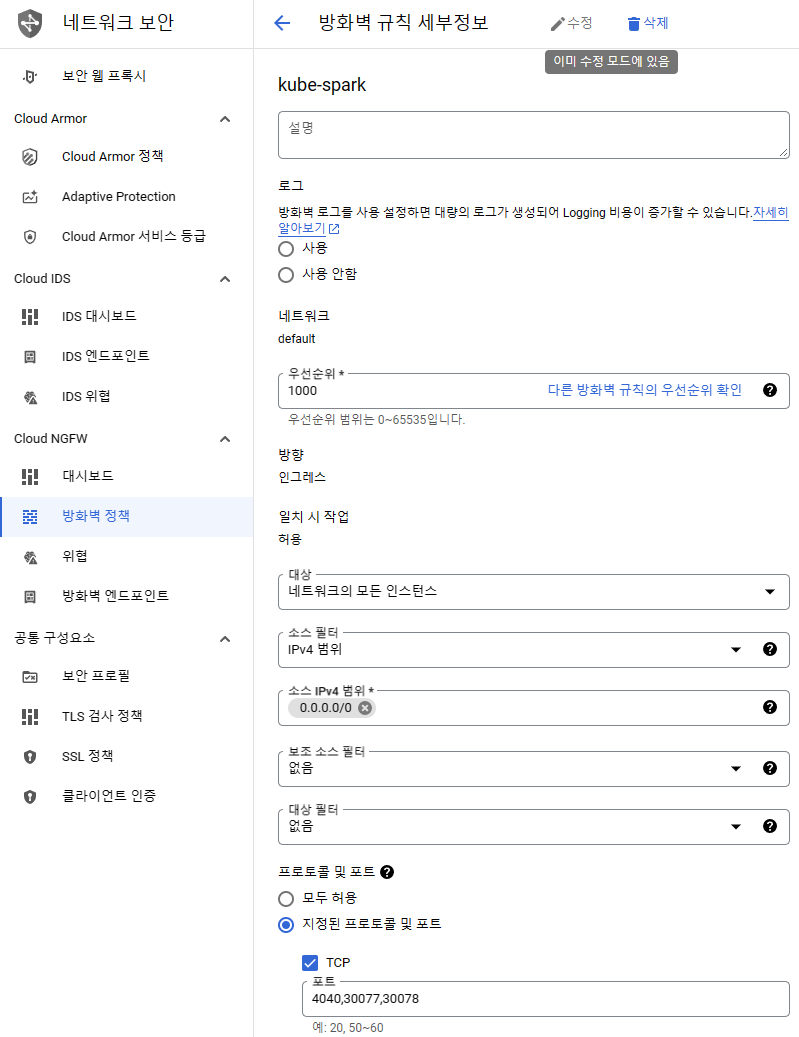 네트워크 보안
보안 웹 프록시
Cloud Armor
Cloud Armor 정책
Adaptive Protection
Cloud Armor 서비스 등급
Cloud IDS
IDS 대시보드
IDS 엔드포인트
IDS 위협
Cloud NGFW
대시보드
방화벽 정책
위협
방화벽 엔드포인트
공통 구성요소
보안 프로필
TLS 검사 정책
SSL 정책
클라이언트 인증
방화벽 규칙 세부정보
수정
삭제
이미 수정 모드에 있음
kube-spark
설명
로그
방화벽 로그를 사용 설정하면 대량의 로그가 생성되어 Logging 비용이 증가할 수 있습니다.자세히
알아보기
사용
사용 안함
네트워크
default
우선순위 *
1000
다른 방화벽 규칙의 우선순위 확인
우선순위 범위는 0~65535입니다.
방향
인그레스
일치 시 작업
허용
대상
네트워크의 모든 인스턴스
소스 필터
IPv4 범위
소스 IPv4 범위 *
0.0.0.0/0
보조 소스 필터
없음
대상 필터
없음
프로토콜 및 포트
모두 허용
지정된 프로토콜 및 포트
TCP
포트
4040,30077,30078
예: 20, 50~60